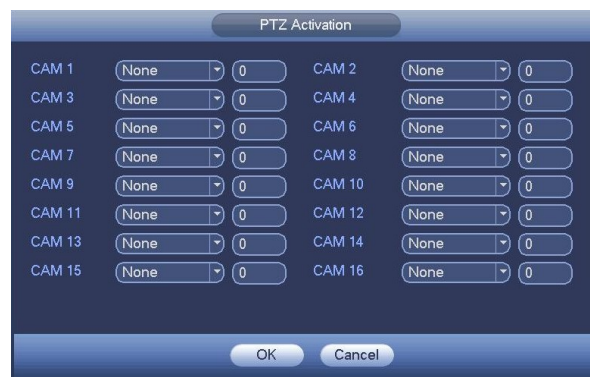 PTZ Activation
CAM 1 None 0 CAM 2 None 0
CAM 3 None 0 CAM 4 None 0
CAM 5 None 0 CAM 6 None 0
CAM 7 None 0 CAM 8 None 0
CAM 9 None 0 CAM 10 None 0
CAM 11 None 0 CAM 12 None 0
CAM 13 None 0 CAM 14 None 0
CAM 15 None 0 CAM 16 None 0
OK Cancel